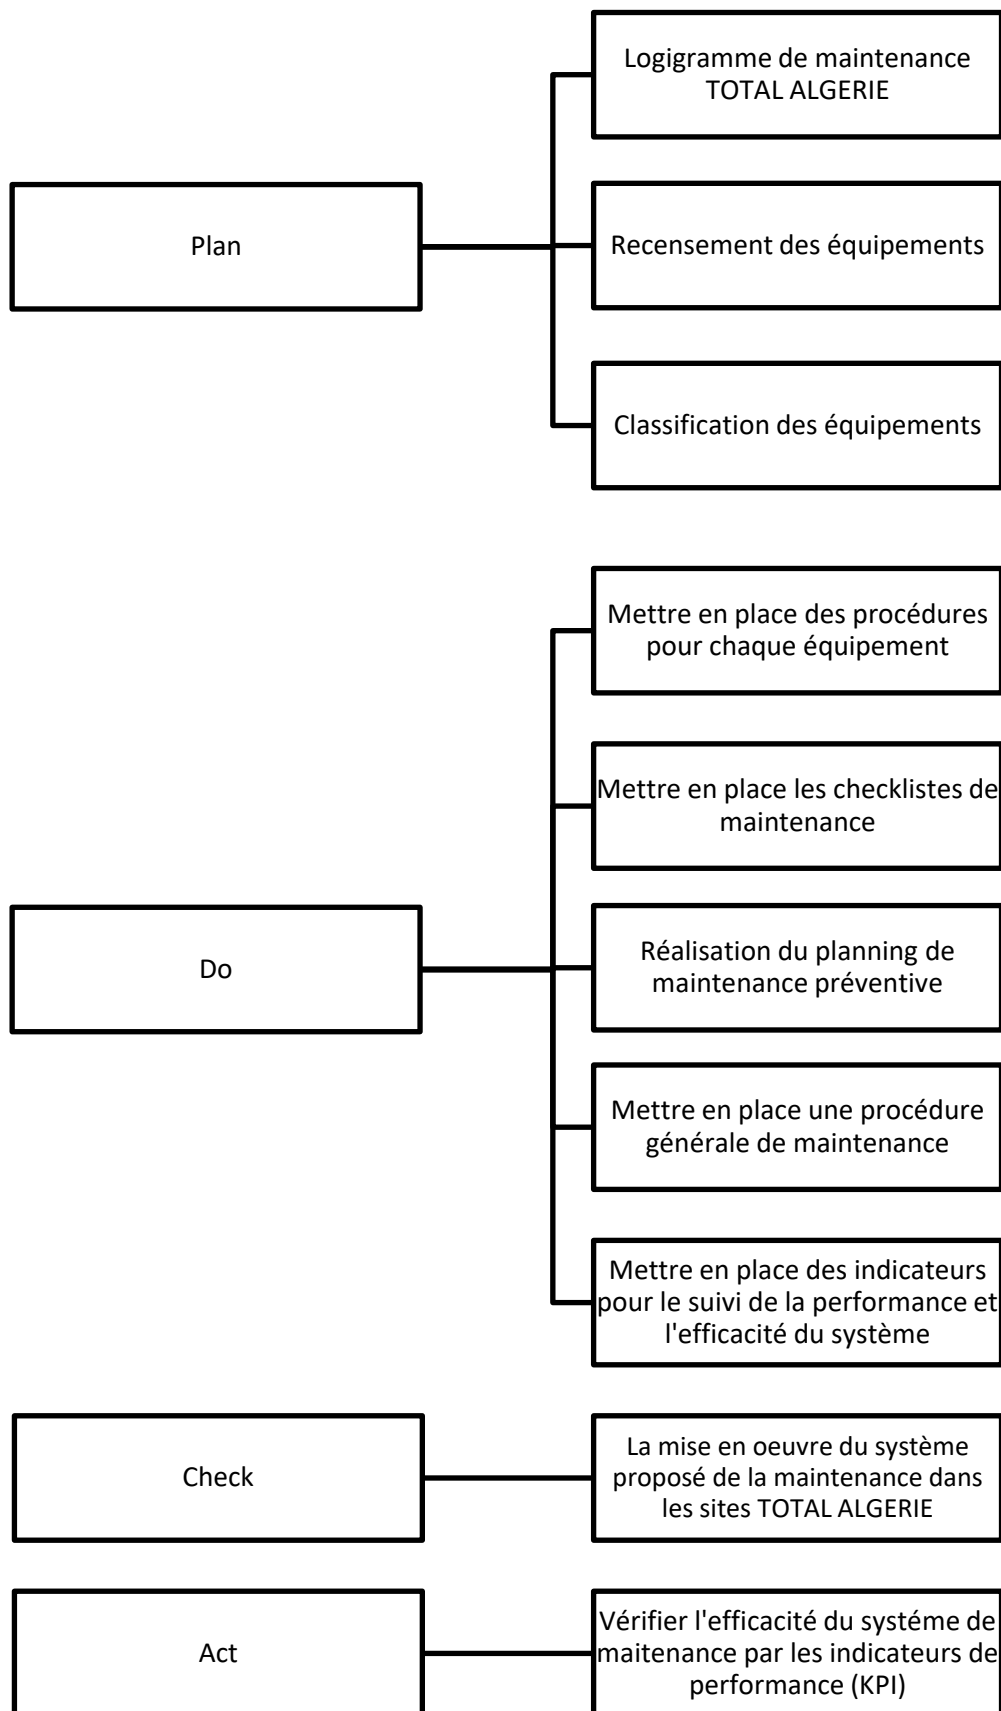 Plan
Logigramme de maintenance
TOTAL ALGERIE
Recensement des équipements
Classification des équipements
Do
Mettre en place des procédures
pour chaque équipement
Mettre en place les checklistes de
maintenance
Réalisation du planning de
maintenance préventive
Mettre en place une procédure
générale de maintenance
Mettre en place des indicateurs
pour le suivi de la performance et
l'efficacité du système
Check
La mise en oeuvre du système
proposé de la maintenance dans
les sites TOTAL ALGERIE
Act
Vérifier l'efficacité du systéme de
maitenance par les indicateurs de
performance (KPI)